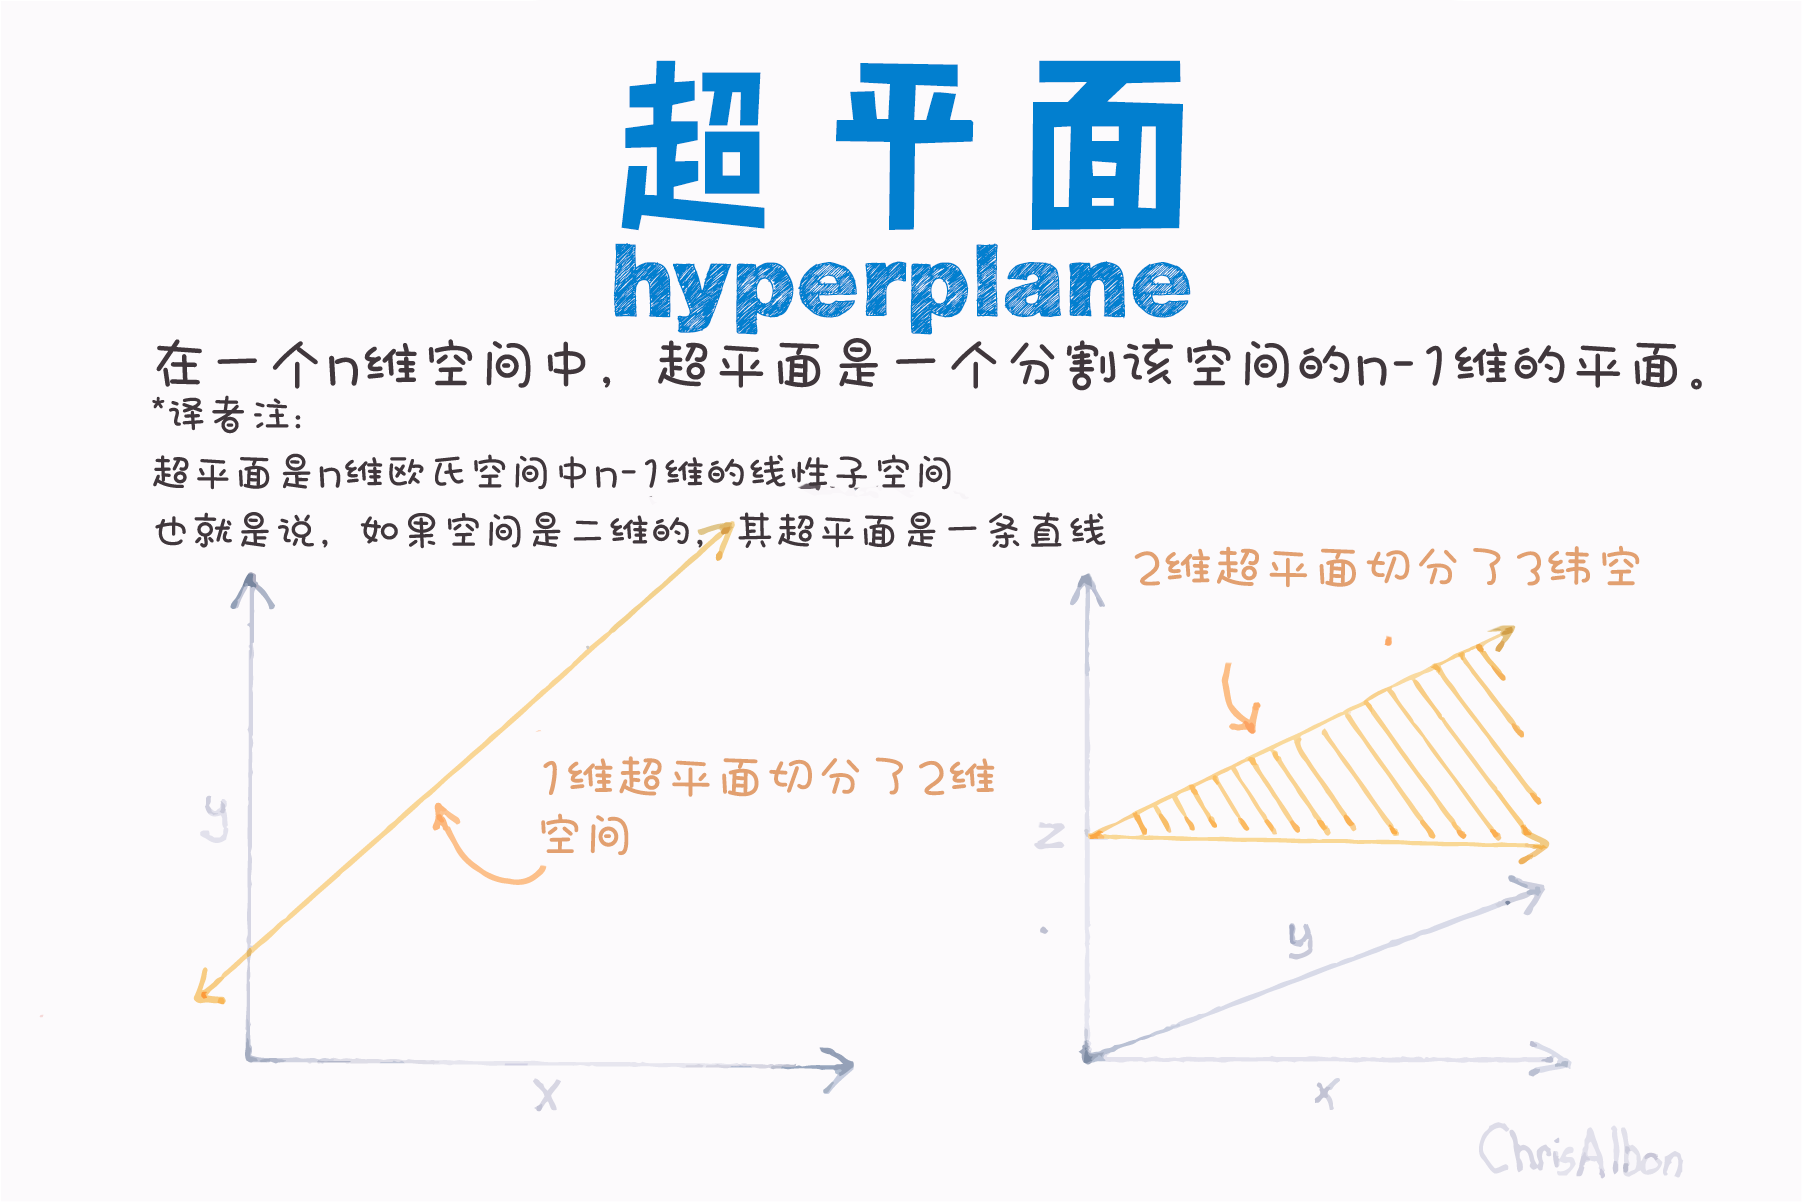 超平面
hyperplane
在一个n维空间中，超平面是一个分割该空间的n-1维的平面。
*译者注：
超平面是n维欧氏空间中n-1维的线性子空间
也就是说，如果空间是二维的，其超平面是一条直线
2维超平面切分了3纬空
1维超平面切分了2维
空间
y
x
z
y
x
ChrisAlbon